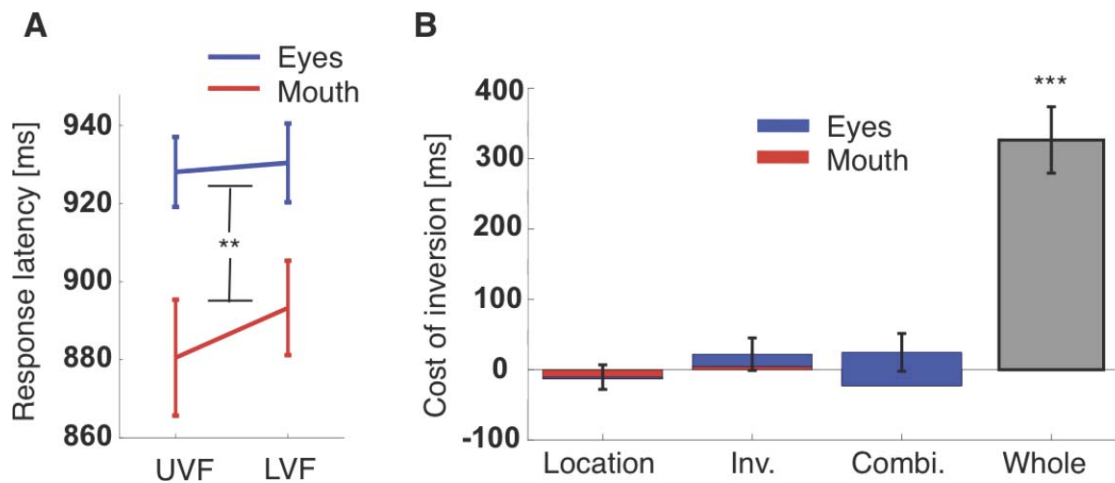 A
Eyes
Mouth
Response latency [ms]
940
920
900
880
860
**
UVF LVF
B
Eyes
Mouth
***
Cost of inversion [ms]
400
300
200
100
0
-100
Location Inv. Combi. Whole